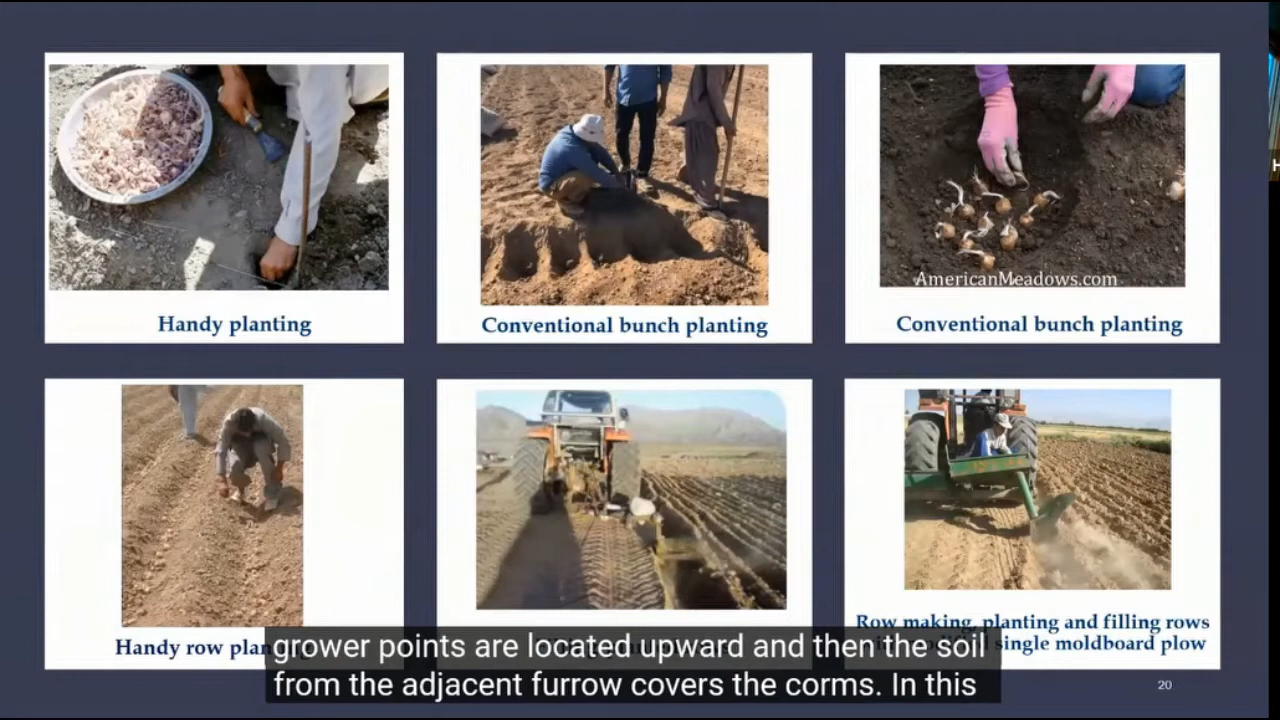 AmericanMeadows.com
Handy planting
Conventional bunch planting
Conventional bunch planting
Row making, planting and filling rows
single moldboard plow
Handy row plan
grower points are located upward and then the soil
from the adjacent furrow covers the corms. In this
20
H